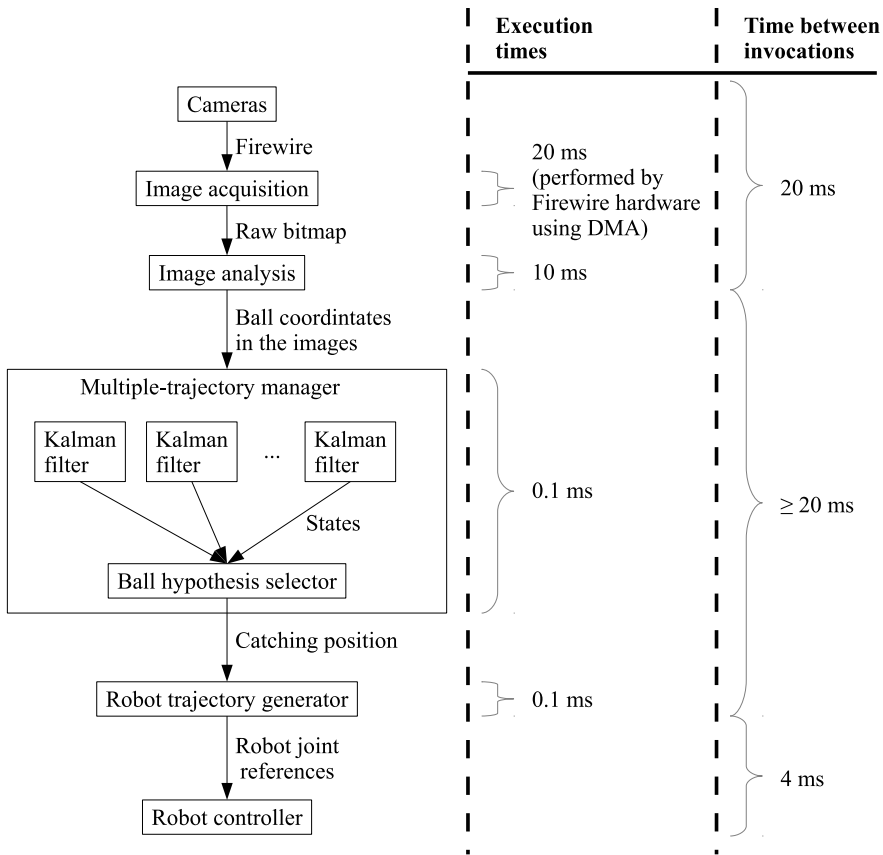 Execution
times
Time between
invocations
Cameras
Firewire
Image acquisition
20 ms
(performed by
Firewire hardware
using DMA)
20 ms
Raw bitmap
Image analysis
10 ms
Ball coordintates
in the images
Multiple-trajectory manager
Kalman
filter
Kalman
filter
...
Kalman
filter
0.1 ms
≥ 20 ms
States
Ball hypothesis selector
Catching position
Robot trajectory generator
0.1 ms
Robot joint
references
4 ms
Robot controller